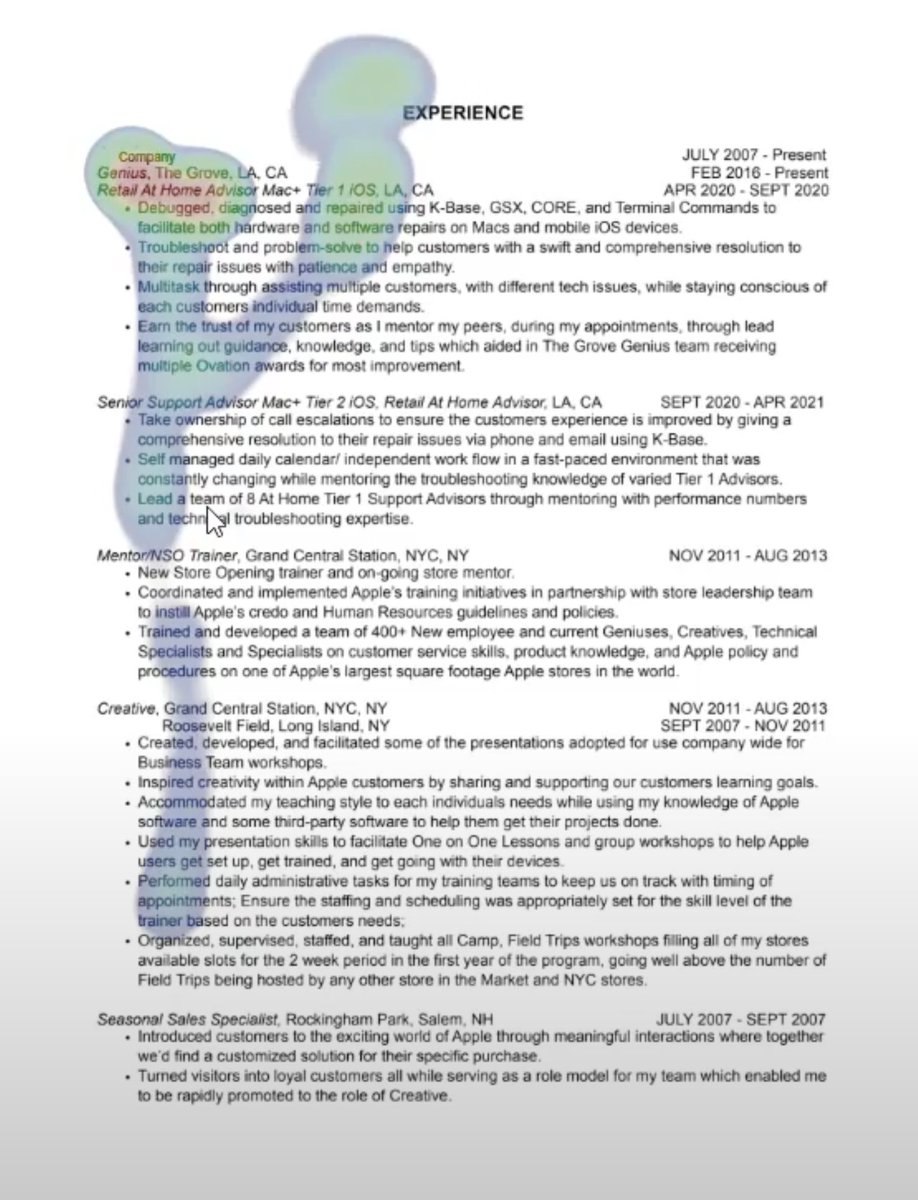 EXPERIENCE
Company JULY 2007 - Present
Genius, The Grove, LA, CA FEB 2016 - Present
Retail At Home Advisor Mac+ Tier 1 iOS, LA, CA APR 2020 - SEPT 2020
• Debugged, diagnosed and repaired using K-Base, GSX, CORE, and Terminal Commands to
facilitate both hardware and software repairs on Macs and mobile iOS devices.
• Troubleshoot and problem-solve to help customers with a swift and comprehensive resolution to
their repair issues with patience and empathy.
• Multitask through assisting multiple customers, with different tech issues, while staying conscious of
each customers individual time demands.
• Earn the trust of my customers as I mentor my peers, during my appointments, through lead
learning out guidance, knowledge, and tips which aided in The Grove Genius team receiving
multiple Ovation awards for most improvement.
Senior Support Advisor Mac+ Tier 2 iOS, Retail At Home Advisor, LA, CA SEPT 2020 - APR 2021
• Take ownership of call escalations to ensure the customers experience is improved by giving a
comprehensive resolution to their repair issues via phone and email using K-Base.
• Self managed daily calendar/ independent work flow in a fast-paced environment that was
constantly changing while mentoring the troubleshooting knowledge of varied Tier 1 Advisors.
• Lead a team of 8 At Home Tier 1 Support Advisors through mentoring with performance numbers
and technical troubleshooting expertise.
Mentor/NSO Trainer, Grand Central Station, NYC, NY NOV 2011 - AUG 2013
• New Store Opening trainer and on-going store mentor.
• Coordinated and implemented Apple's training initiatives in partnership with store leadership team
to instill Apple's credo and Human Resources guidelines and policies.
• Trained and developed a team of 400+ New employee and current Geniuses, Creatives, Technical
Specialists and Specialists on customer service skills, product knowledge, and Apple policy and
procedures on one of Apple's largest square footage Apple stores in the world.
Creative, Grand Central Station, NYC, NY NOV 2011 - AUG 2013
Roosevelt Field, Long Island, NY SEPT 2007 - NOV 2011
• Created, developed, and facilitated some of the presentations adopted for use company wide for
Business Team workshops.
• Inspired creativity within Apple customers by sharing and supporting our customers learning goals.
• Accommodated my teaching style to each individuals needs while using my knowledge of Apple
software and some third-party software to help them get their projects done.
• Used my presentation skills to facilitate One on One Lessons and group workshops to help Apple
users get set up, get trained, and get going with their devices.
• Performed daily administrative tasks for my training teams to keep us on track with timing of
appointments; Ensure the staffing and scheduling was appropriately set for the skill level of the
trainer based on the customers needs;
• Organized, supervised, staffed, and taught all Camp, Field Trips workshops filling all of my stores
available slots for the 2 week period in the first year of the program, going well above the number of
Field Trips being hosted by any other store in the Market and NYC stores.
Seasonal Sales Specialist, Rockingham Park, Salem, NH JULY 2007 - SEPT 2007
• Introduced customers to the exciting world of Apple through meaningful interactions where together
we'd find a customized solution for their specific purchase.
• Turned visitors into loyal customers all while serving as a role model for my team which enabled me
to be rapidly promoted to the role of Creative.